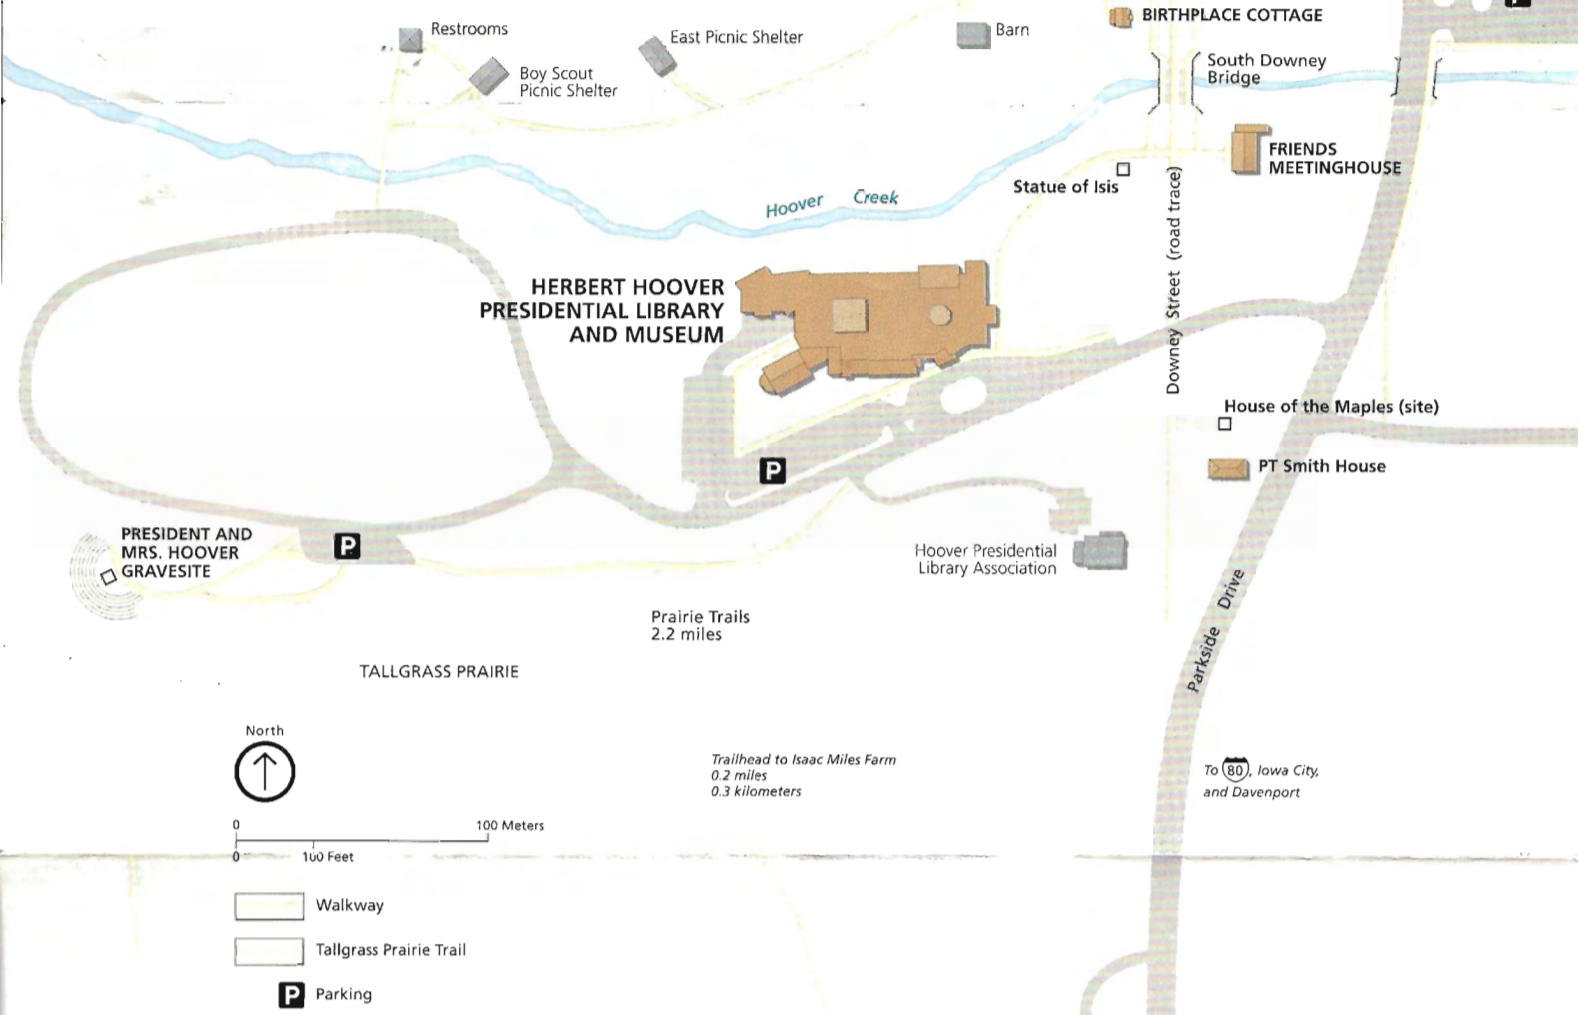 BIRTHPLACE COTTAGE
Restrooms
East Picnic Shelter
Barn
Boy Scout
Picnic Shelter
South Downey
Bridge
FRIENDS
MEETINGHOUSE
Statue of Isis
Hoover Creek
Downey Street (road trace)
HERBERT HOOVER
PRESIDENTIAL LIBRARY
AND MUSEUM
House of the Maples (site)
PT Smith House
P
PRESIDENT AND
MRS. HOOVER
GRAVESITE
P
Hoover Presidential
Library Association
Parkside Drive
Prairie Trails
2.2 miles
TALLGRASS PRAIRIE
North
Trailhead to Isaac Miles Farm
0.2 miles
0.3 kilometers
To 80, Iowa City,
and Davenport
0 100 Meters
0 100 Feet
Walkway
Tallgrass Prairie Trail
P Parking